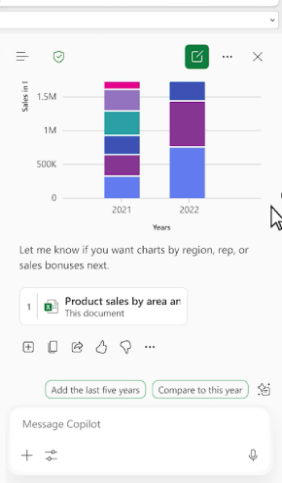 Sales in
1.5M
1M
500K
0
2021
2022
Years
Let me know if you want charts by region, rep, or
sales bonuses next.
1
Product sales by area an
This document
Add the last five years
Compare to this year
Message Copilot